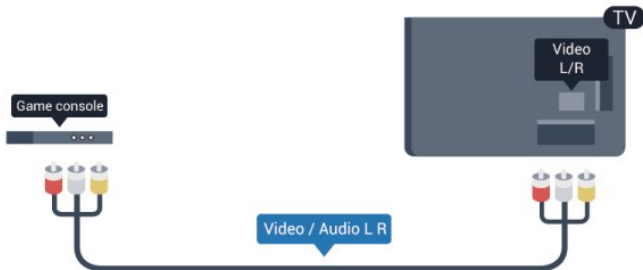 TV
Video
L/R
Game console
Video / Audio L R